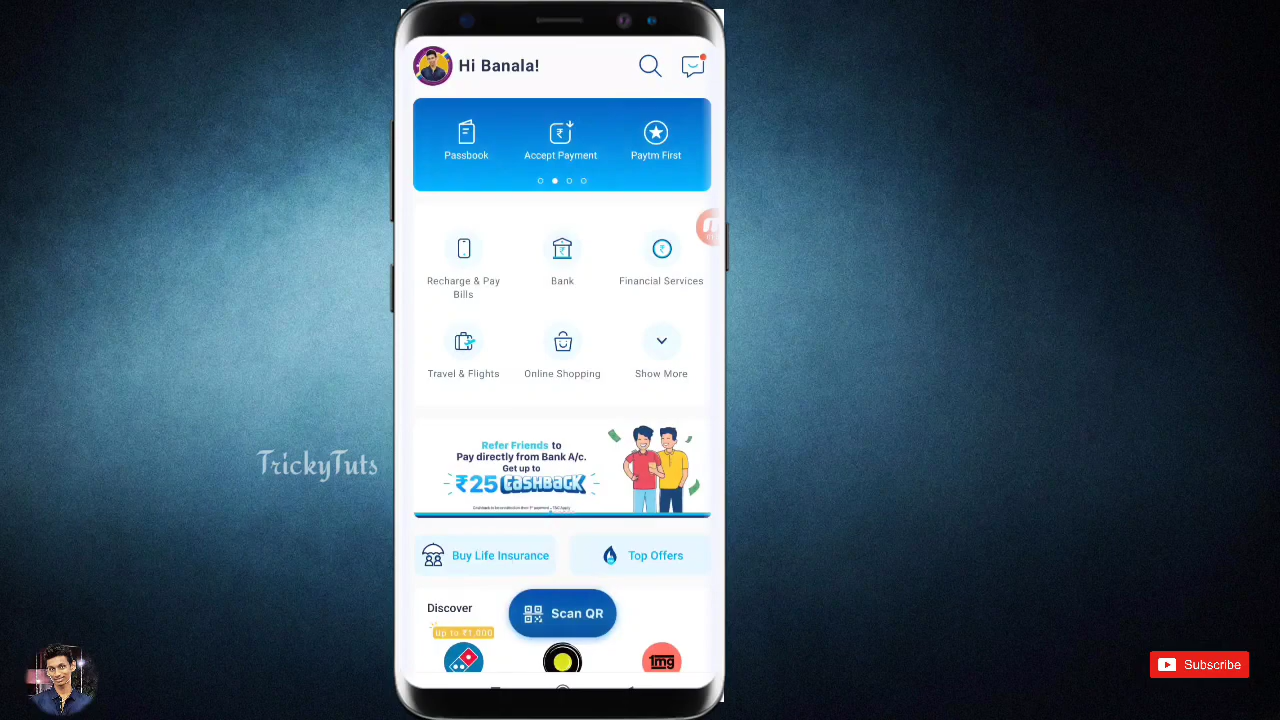 Hi Banala!
Passbook
Accept Payment
Paytm First
Recharge & Pay
Bills
Bank
Financial Services
Travel & Flights
Online Shopping
Show More
Refer Friends to
Pay directly from Bank A/c.
Get up to
₹25 CASHBACK
Buy Life Insurance
Top Offers
Discover
Scan QR
Up to ₹1,000
1mg
TrickyTuts
Subscribe